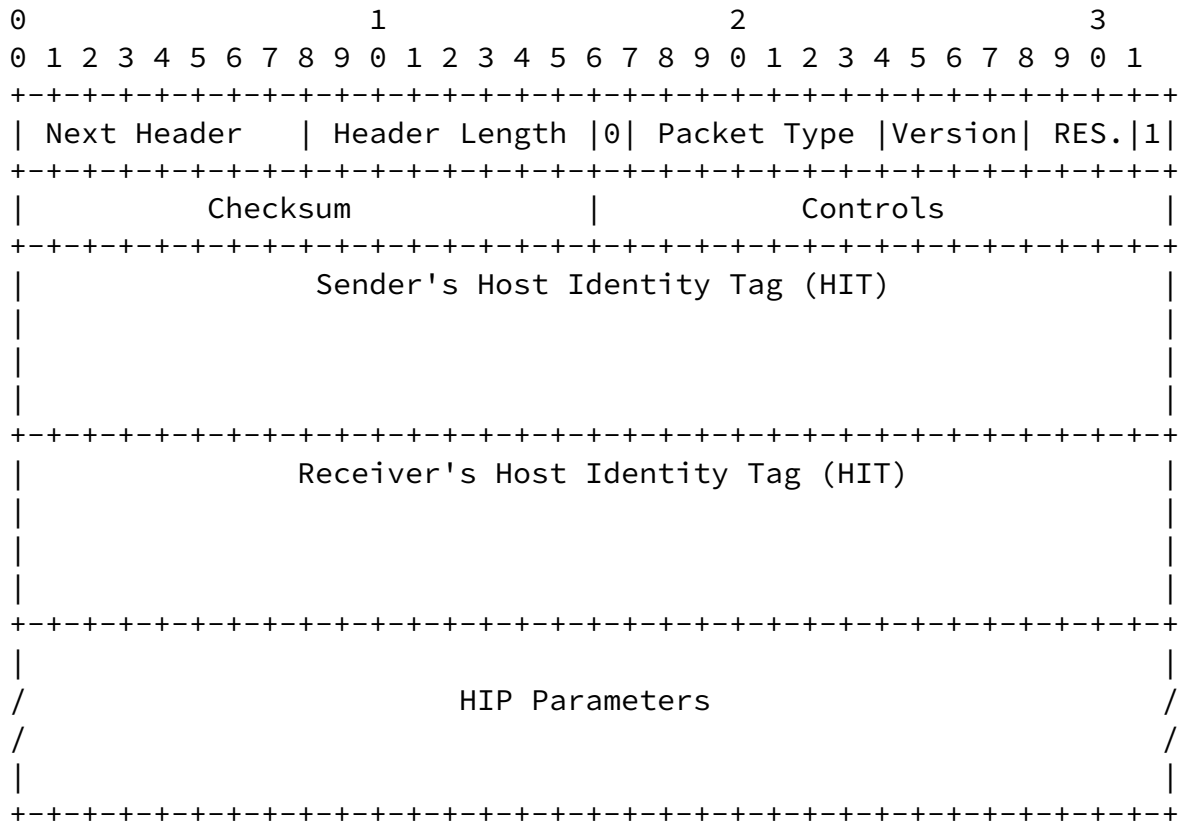 0                   1                   2                   3
0 1 2 3 4 5 6 7 8 9 0 1 2 3 4 5 6 7 8 9 0 1 2 3 4 5 6 7 8 9 0 1
+-+-+-+-+-+-+-+-+-+-+-+-+-+-+-+-+-+-+-+-+-+-+-+-+-+-+-+-+-+-+-+-+
| Next Header   | Header Length |0| Packet Type |Version| RES.|1|
+-+-+-+-+-+-+-+-+-+-+-+-+-+-+-+-+-+-+-+-+-+-+-+-+-+-+-+-+-+-+-+-+
|          Checksum             |           Controls            |
+-+-+-+-+-+-+-+-+-+-+-+-+-+-+-+-+-+-+-+-+-+-+-+-+-+-+-+-+-+-+-+-+
|                Sender's Host Identity Tag (HIT)               |
|                                                               |
|                                                               |
|                                                               |
+-+-+-+-+-+-+-+-+-+-+-+-+-+-+-+-+-+-+-+-+-+-+-+-+-+-+-+-+-+-+-+-+
|               Receiver's Host Identity Tag (HIT)              |
|                                                               |
|                                                               |
|                                                               |
+-+-+-+-+-+-+-+-+-+-+-+-+-+-+-+-+-+-+-+-+-+-+-+-+-+-+-+-+-+-+-+-+
|                                                               |
/                        HIP Parameters                         /
/                                                               /
|                                                               |
+-+-+-+-+-+-+-+-+-+-+-+-+-+-+-+-+-+-+-+-+-+-+-+-+-+-+-+-+-+-+-+-+